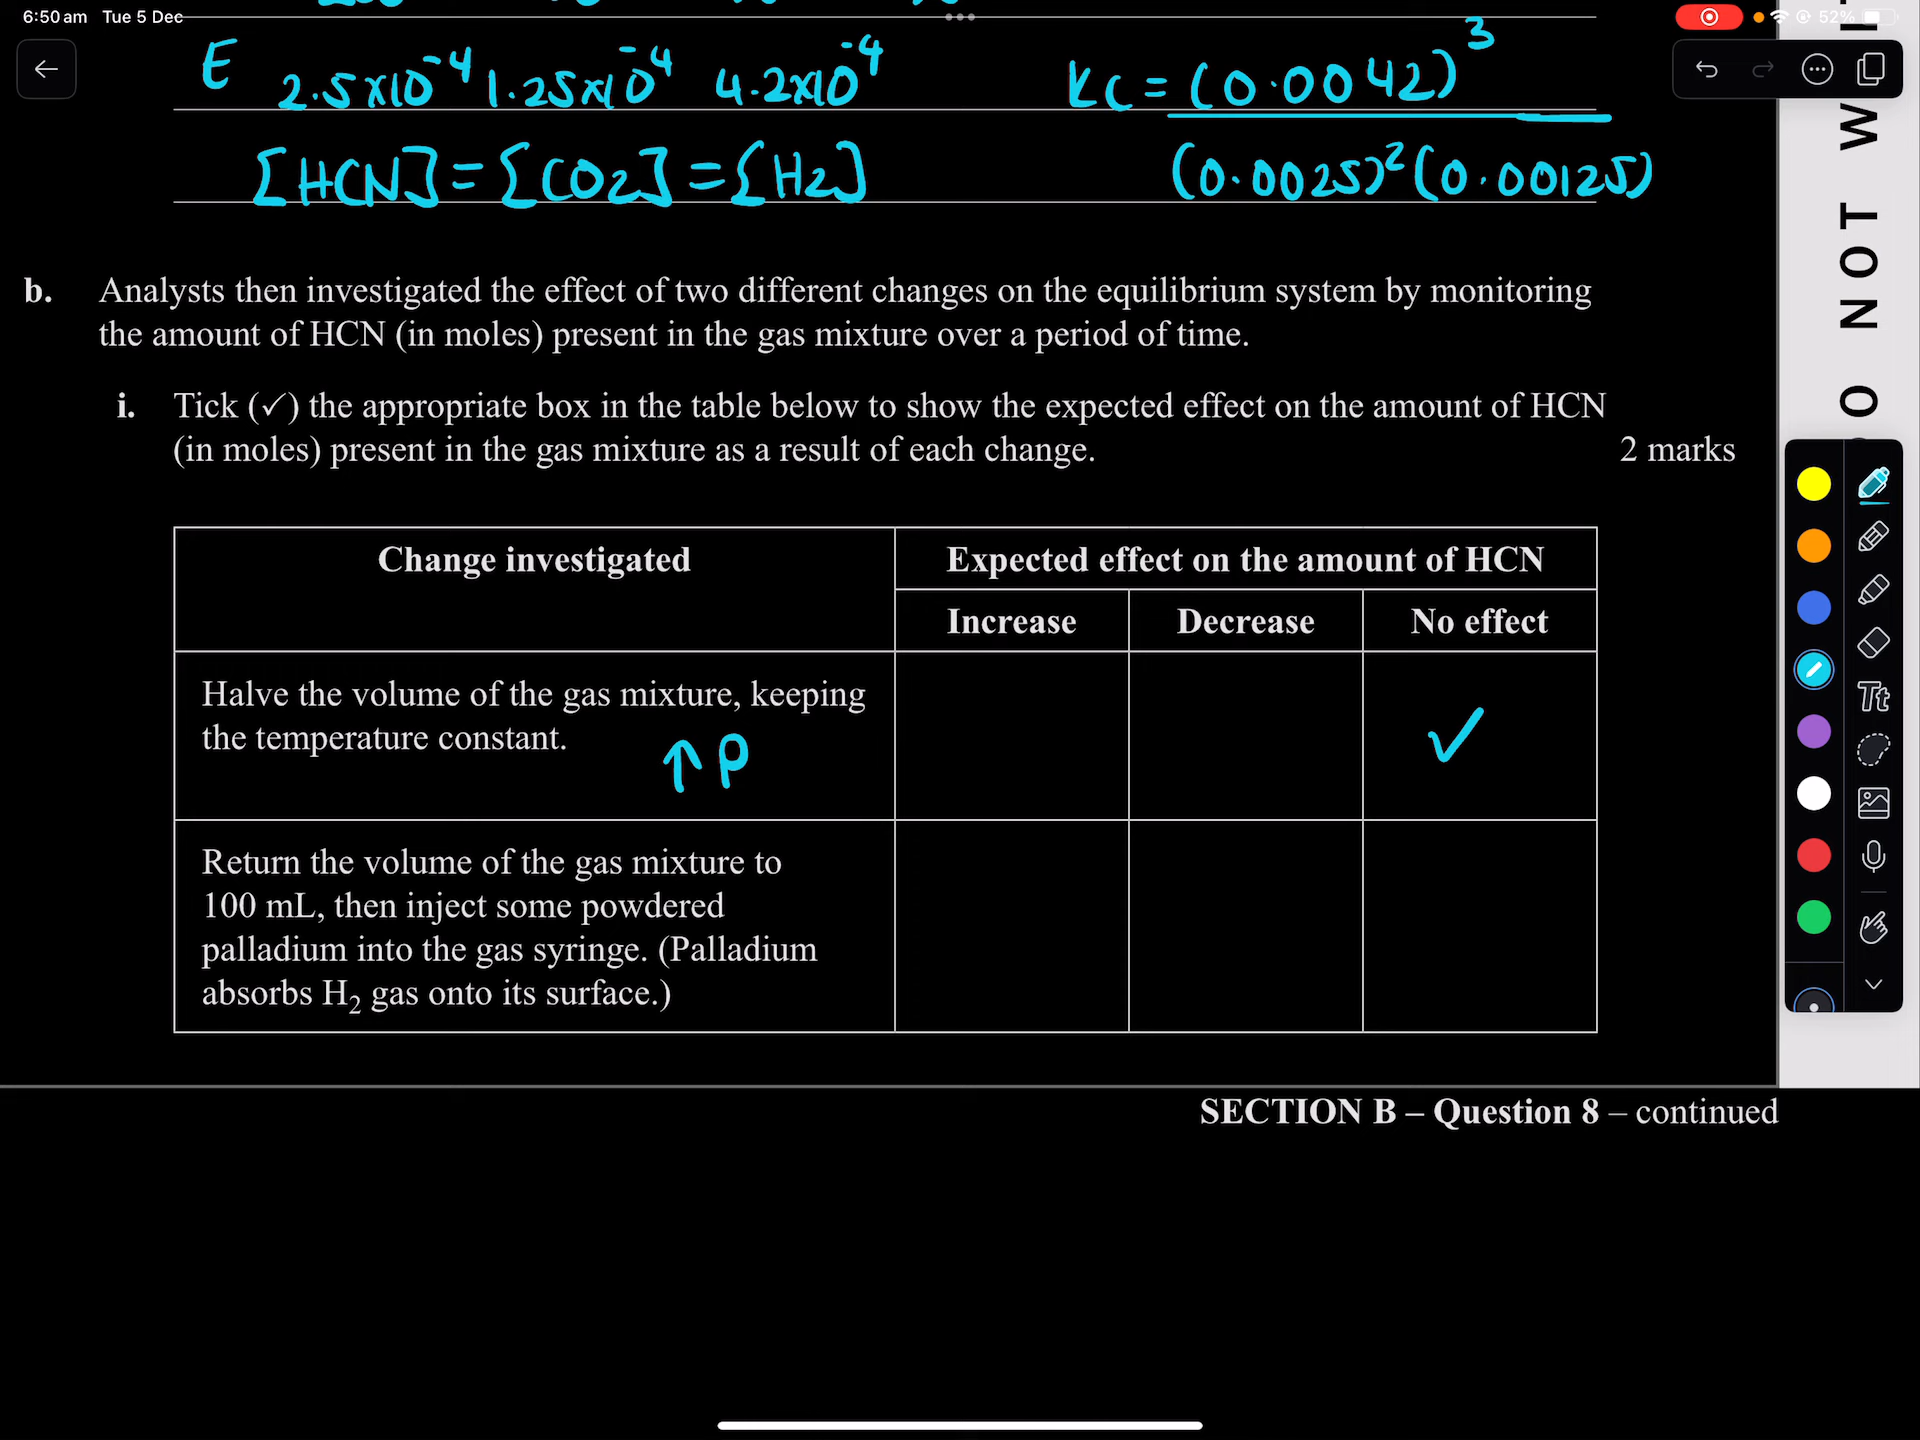 6:50 am Tue 5 Dec
52%
E 2.5x10⁻⁴ 1.25x10⁻⁴ 4.2x10⁻⁴
Kc = (0.0042)³
[HCN] = [CO2] = [H2]
(0.0025)²(0.00125)
b. Analysts then investigated the effect of two different changes on the equilibrium system by monitoring
the amount of HCN (in moles) present in the gas mixture over a period of time.
i. Tick (✓) the appropriate box in the table below to show the expected effect on the amount of HCN
(in moles) present in the gas mixture as a result of each change.
2 marks
Change investigated
Expected effect on the amount of HCN
Increase Decrease No effect
Halve the volume of the gas mixture, keeping
the temperature constant.
↑ P
✓
Return the volume of the gas mixture to
100 mL, then inject some powdered
palladium into the gas syringe. (Palladium
absorbs H₂ gas onto its surface.)
SECTION B – Question 8 – continued
O NOT W
Tt